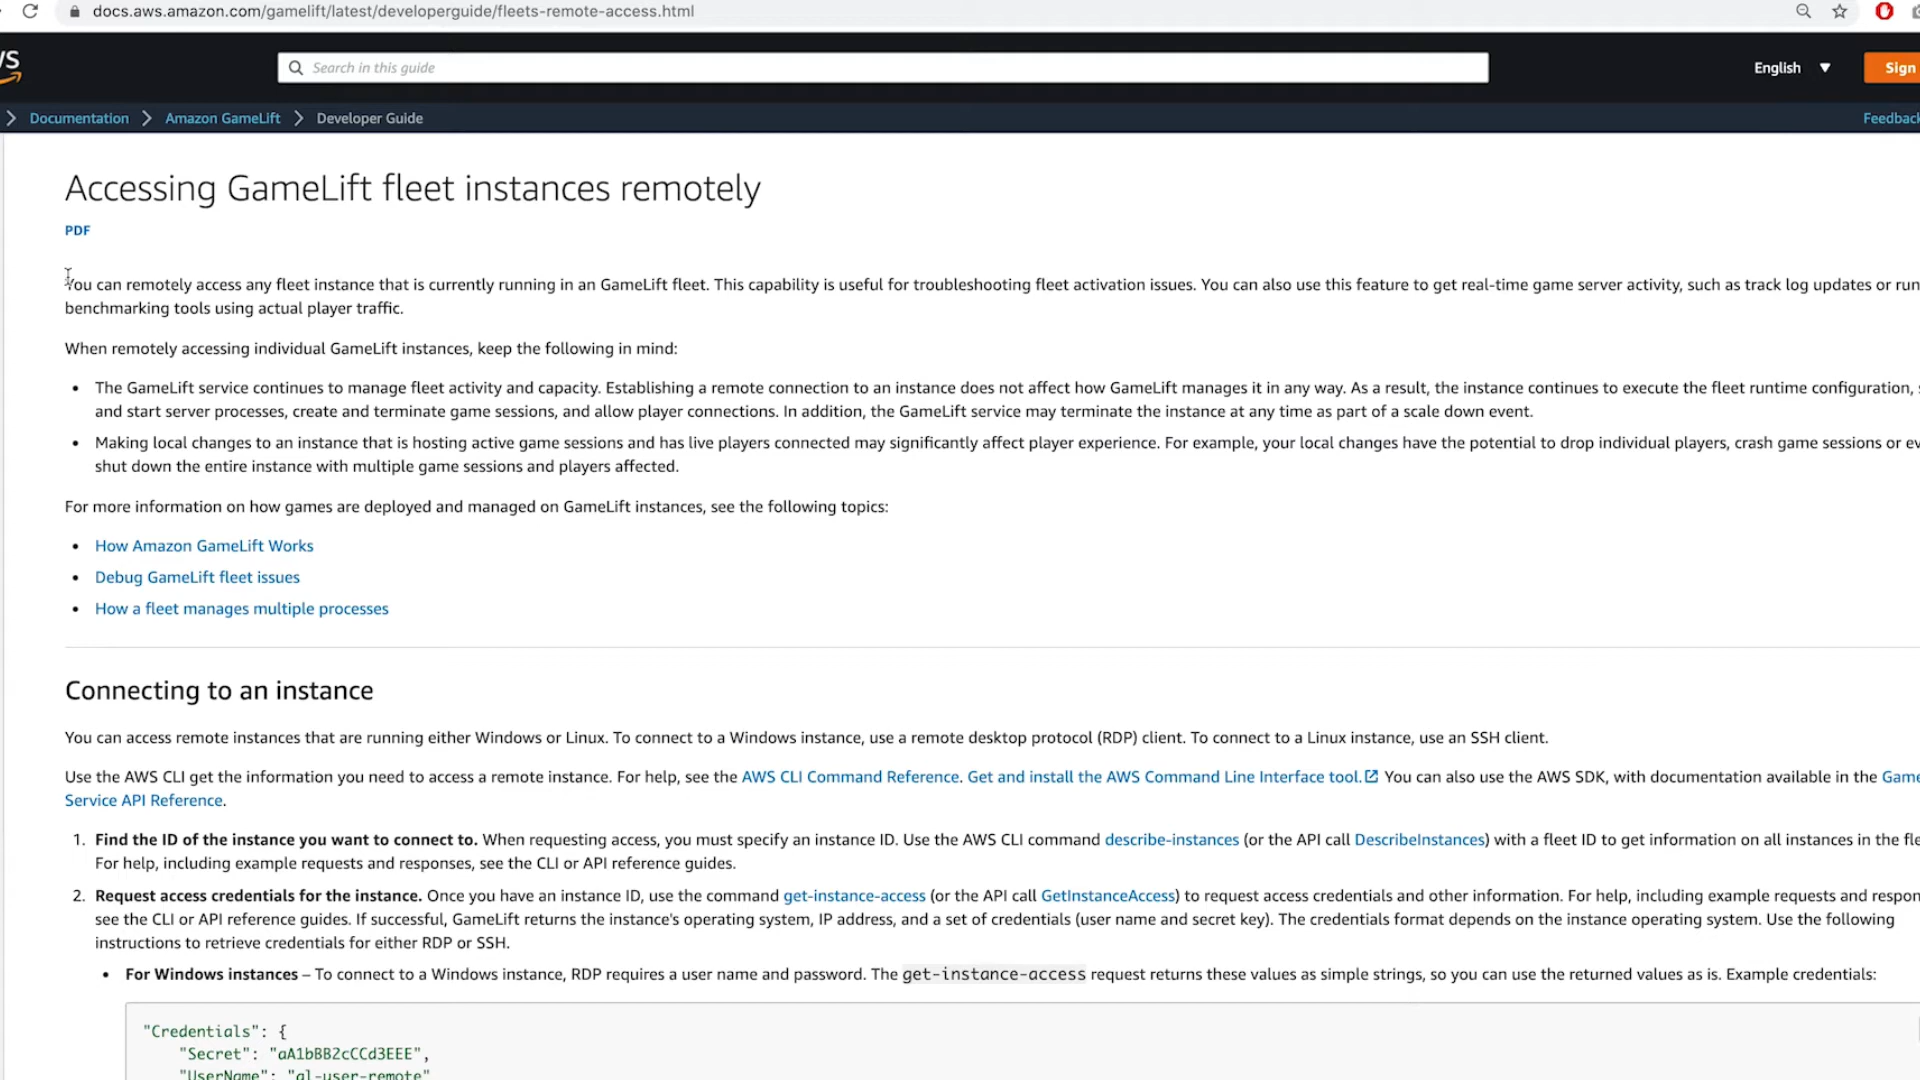 docs.aws.amazon.com/gamelift/latest/developerguide/fleets-remote-access.html
Search in this guide
English
Sign
Documentation
Amazon GameLift
Developer Guide
Feedback
Accessing GameLift fleet instances remotely
PDF
You can remotely access any fleet instance that is currently running in an GameLift fleet. This capability is useful for troubleshooting fleet activation issues. You can also use this feature to get real-time game server activity, such as track log updates or run
benchmarking tools using actual player traffic.
When remotely accessing individual GameLift instances, keep the following in mind:
• The GameLift service continues to manage fleet activity and capacity. Establishing a remote connection to an instance does not affect how GameLift manages it in any way. As a result, the instance continues to execute the fleet runtime configuration,
and start server processes, create and terminate game sessions, and allow player connections. In addition, the GameLift service may terminate the instance at any time as part of a scale down event.
• Making local changes to an instance that is hosting active game sessions and has live players connected may significantly affect player experience. For example, your local changes have the potential to drop individual players, crash game sessions or
shut down the entire instance with multiple game sessions and players affected.
For more information on how games are deployed and managed on GameLift instances, see the following topics:
• How Amazon GameLift Works
• Debug GameLift fleet issues
• How a fleet manages multiple processes
Connecting to an instance
You can access remote instances that are running either Windows or Linux. To connect to a Windows instance, use a remote desktop protocol (RDP) client. To connect to a Linux instance, use an SSH client.
Use the AWS CLI get the information you need to access a remote instance. For help, see the AWS CLI Command Reference. Get and install the AWS Command Line Interface tool. You can also use the AWS SDK, with documentation available in the Game
Service API Reference.
1. Find the ID of the instance you want to connect to. When requesting access, you must specify an instance ID. Use the AWS CLI command describe-instances (or the API call DescribeInstances) with a fleet ID to get information on all instances in the
For help, including example requests and responses, see the CLI or API reference guides.
2. Request access credentials for the instance. Once you have an instance ID, use the command get-instance-access (or the API call GetInstanceAccess) to request access credentials and other information. For help, including example requests and
see the CLI or API reference guides. If successful, GameLift returns the instance's operating system, IP address, and a set of credentials (user name and secret key). The credentials format depends on the instance operating system. Use the following
instructions to retrieve credentials for either RDP or SSH.
• For Windows instances – To connect to a Windows instance, RDP requires a user name and password. The get-instance-access request returns these values as simple strings, so you can use the returned values as is. Example credentials:
"Credentials": {
"Secret": "aA1bBB2cCCd3EEE",
"UserName": "gl-user-remote"